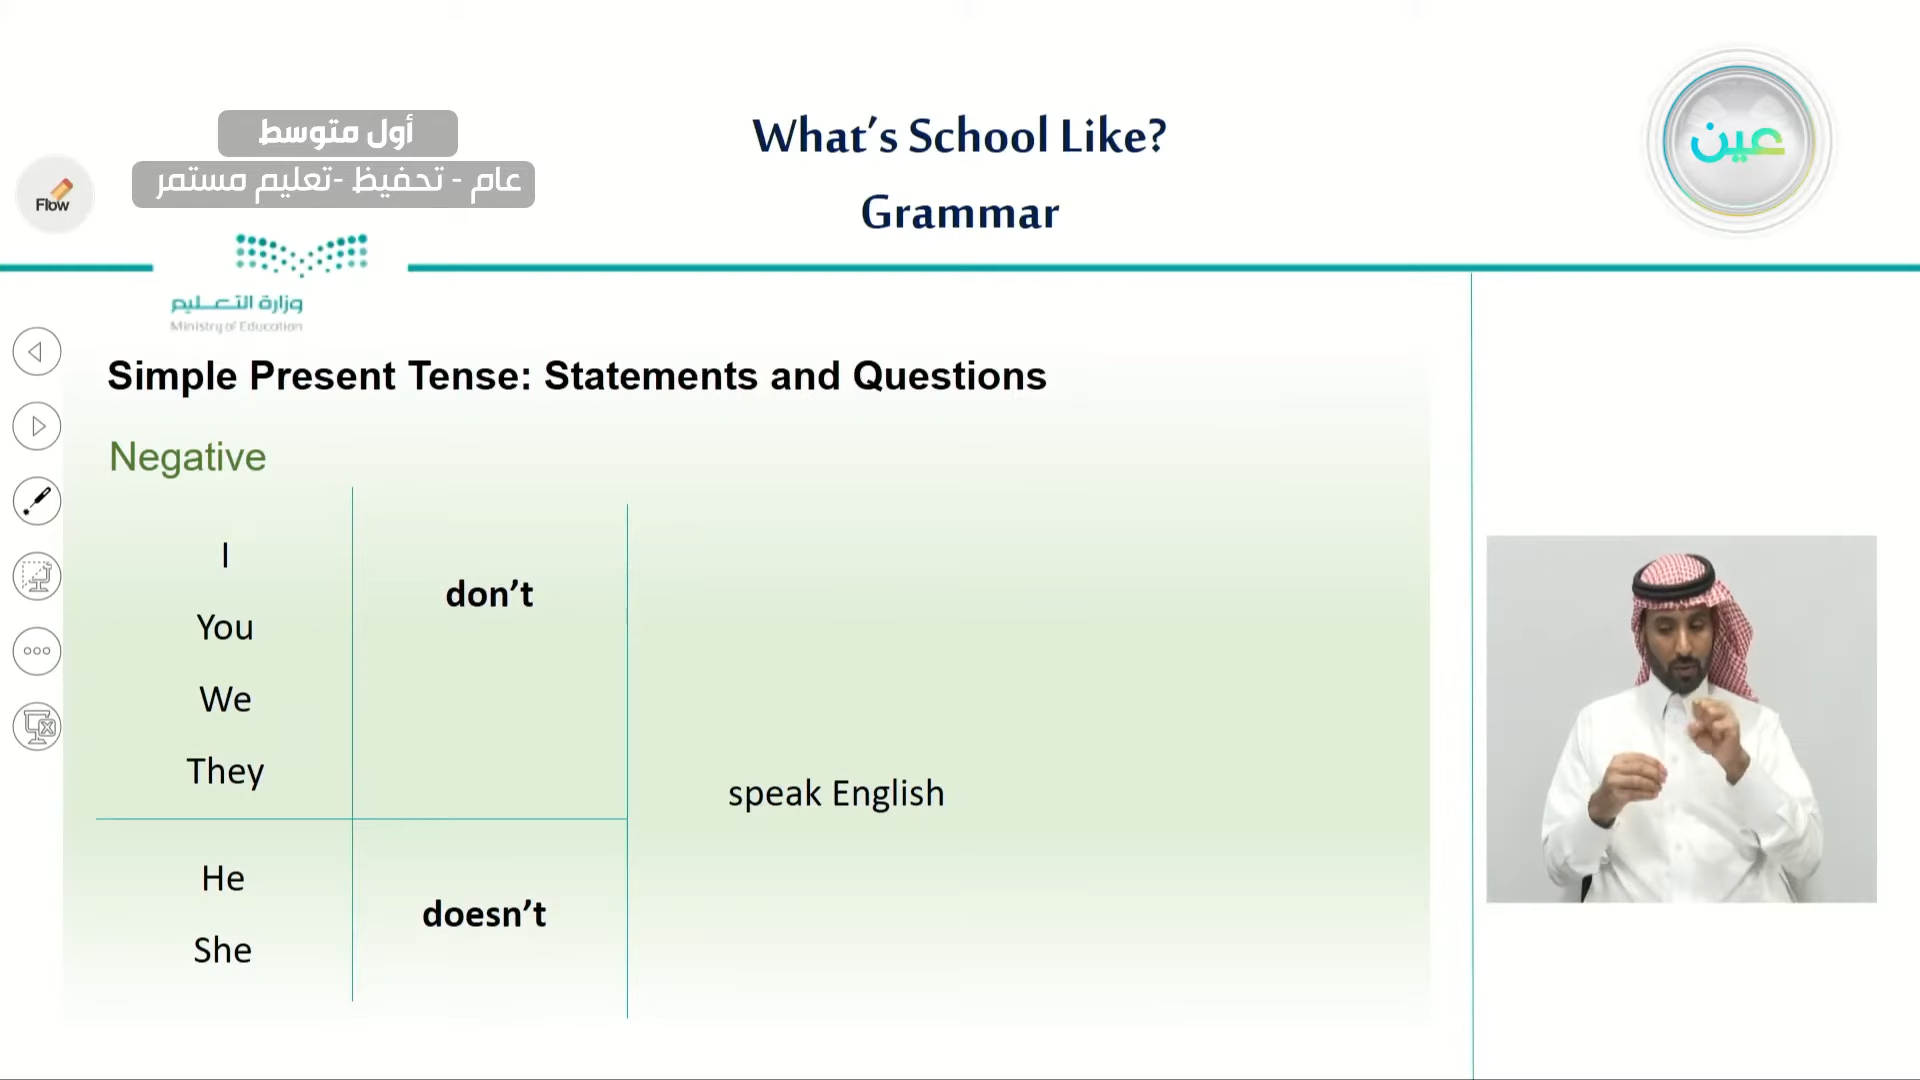 أول متوسط
عام - تحفيظ -تعليم مستمر
What's School Like?
Grammar
عين
Flow
وزارة التعليم
Ministry of Education
Simple Present Tense: Statements and Questions
Negative
I
You
We
They
don't
speak English
He
She
doesn't